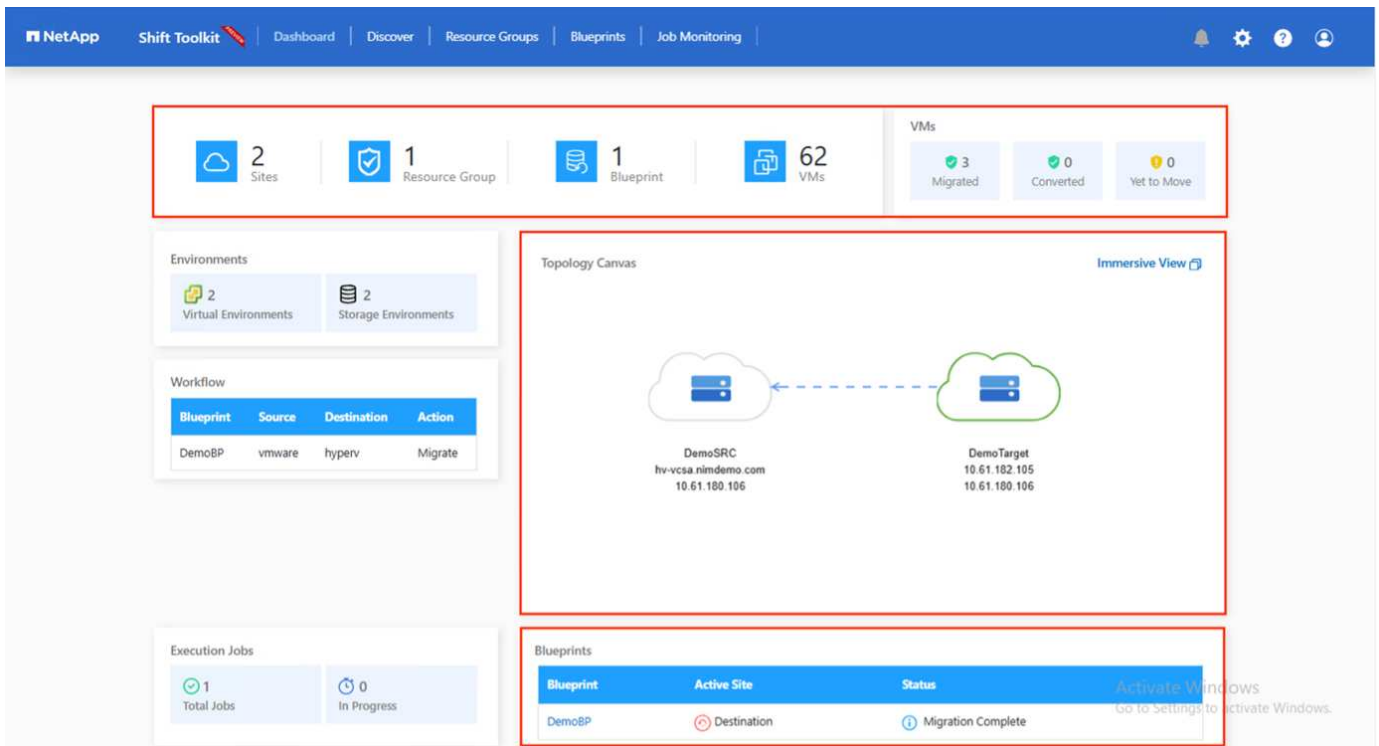 NetApp
Shift Toolkit
Dashboard
Discover
Resource Groups
Blueprints
Job Monitoring
2
Sites
1
Resource Group
1
Blueprint
62
VMs
VMs
3
Migrated
0
Converted
0
Yet to Move
Environments
2
Virtual Environments
2
Storage Environments
Workflow
Blueprint Source Destination Action
DemoBP vmware hyperv Migrate
Topology Canvas
Immersive View
DemoSRC
hv-vcsa.nimdemo.com
10.61.180.106
DemoTarget
10.61.182.105
10.61.180.106
Execution Jobs
1
Total Jobs
0
In Progress
Blueprints
Blueprint Active Site Status
DemoBP Destination Migration Complete
Activate Windows
Go to Settings to activate Windows.